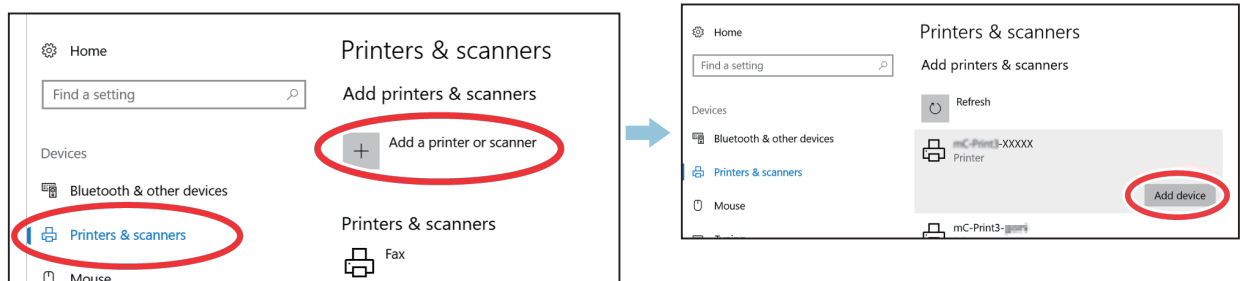 Home
Find a setting
Devices
Bluetooth & other devices
Printers & scanners
Mouse
Printers & scanners
Add printers & scanners
Add a printer or scanner
Printers & scanners
Fax
Home
Find a setting
Devices
Bluetooth & other devices
Printers & scanners
Mouse
Printers & scanners
Add printers & scanners
Refresh
mC-Print3-XXXXX
Printer
Add device
mC-Print3-